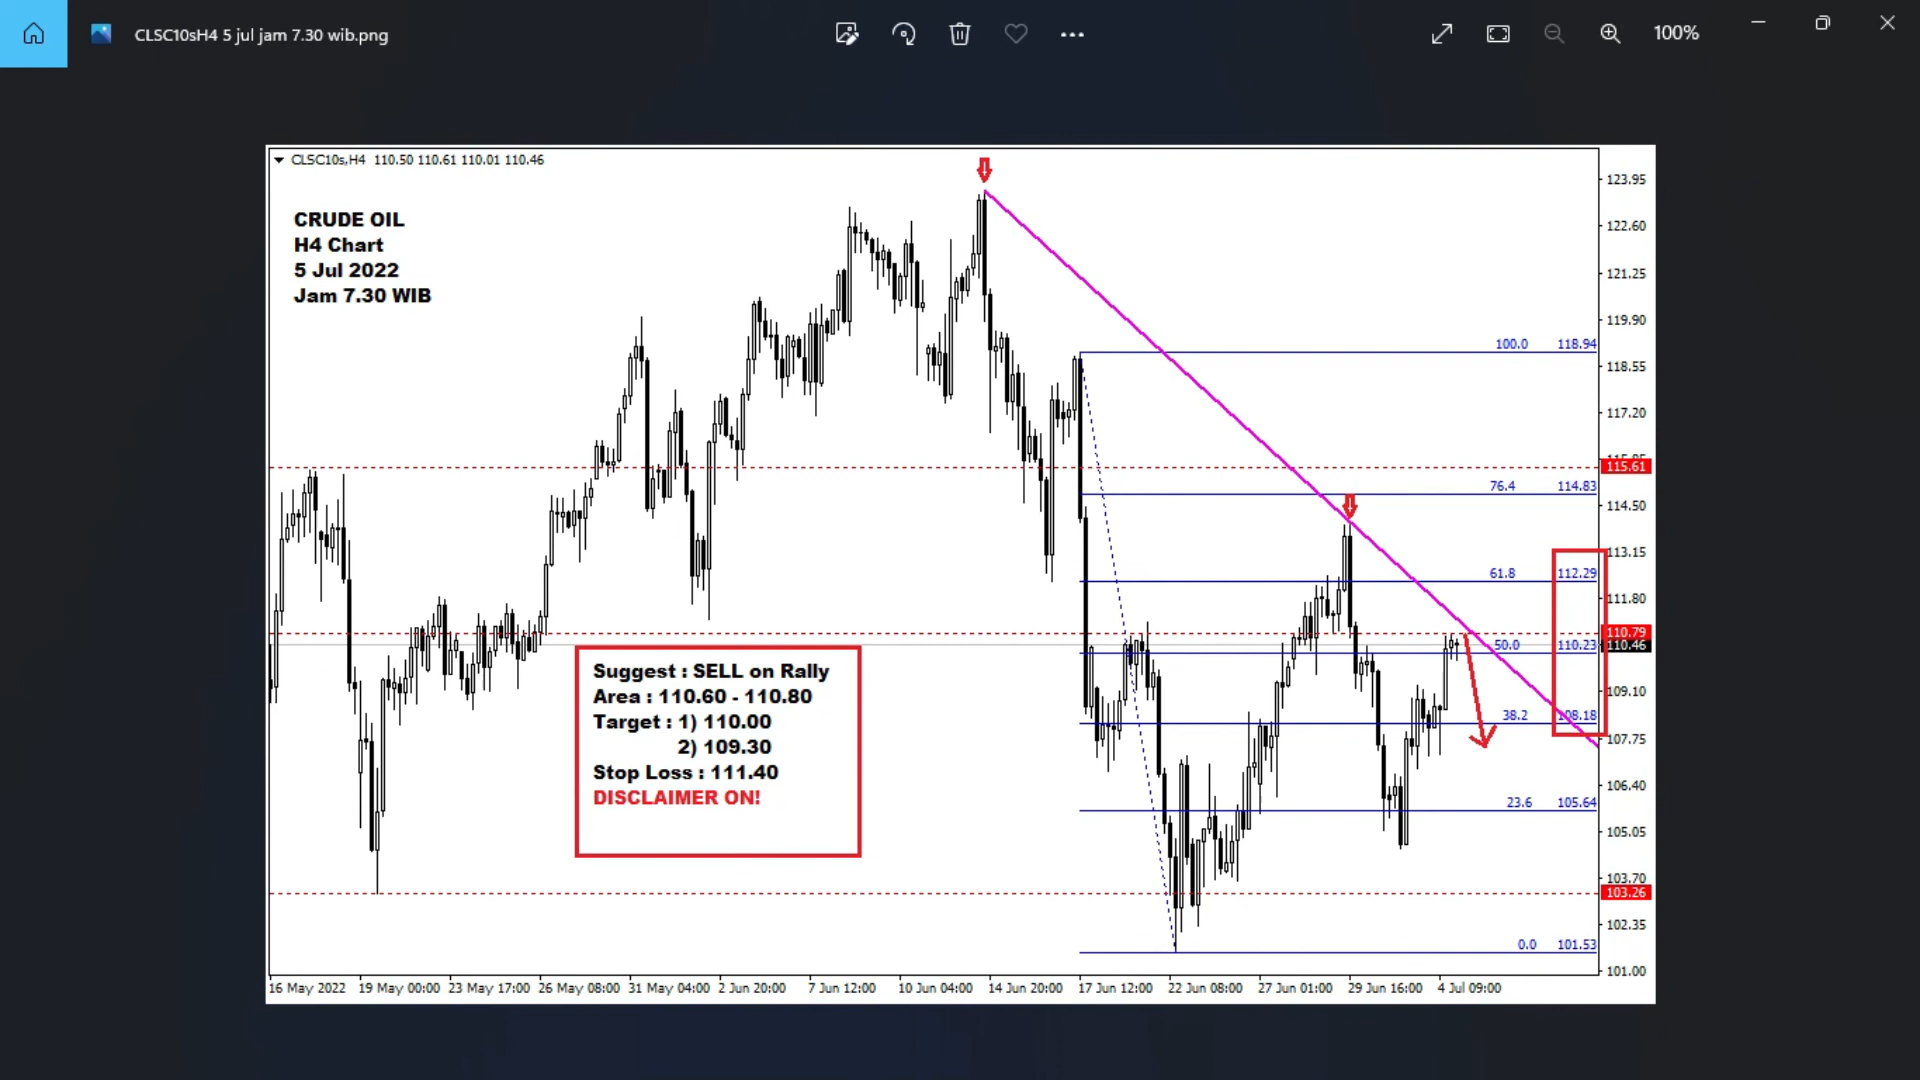 CLSC10sH4 5 jul jam 7.30 wib.png
100%
CLSC10s,H4 110.50 110.61 110.01 110.46
CRUDE OIL
H4 Chart
5 Jul 2022
Jam 7.30 WIB
Suggest : SELL on Rally
Area : 110.60 - 110.80
Target : 1) 110.00
2) 109.30
Stop Loss : 111.40
DISCLAIMER ON!
100.0 118.94
76.4 114.83
61.8 112.29
50.0 110.23
38.2 108.18
23.6 105.64
0.0 101.53
123.95
122.60
121.25
119.90
118.55
117.20
115.61
114.50
113.15
111.80
110.79
110.46
109.10
107.75
106.40
105.05
103.70
103.26
102.35
101.00
16 May 2022 19 May 00:00 23 May 17:00 26 May 08:00 31 May 04:00 2 Jun 20:00 7 Jun 12:00 10 Jun 04:00 14 Jun 20:00 17 Jun 12:00 22 Jun 08:00 27 Jun 01:00 29 Jun 16:00 4 Jul 09:00